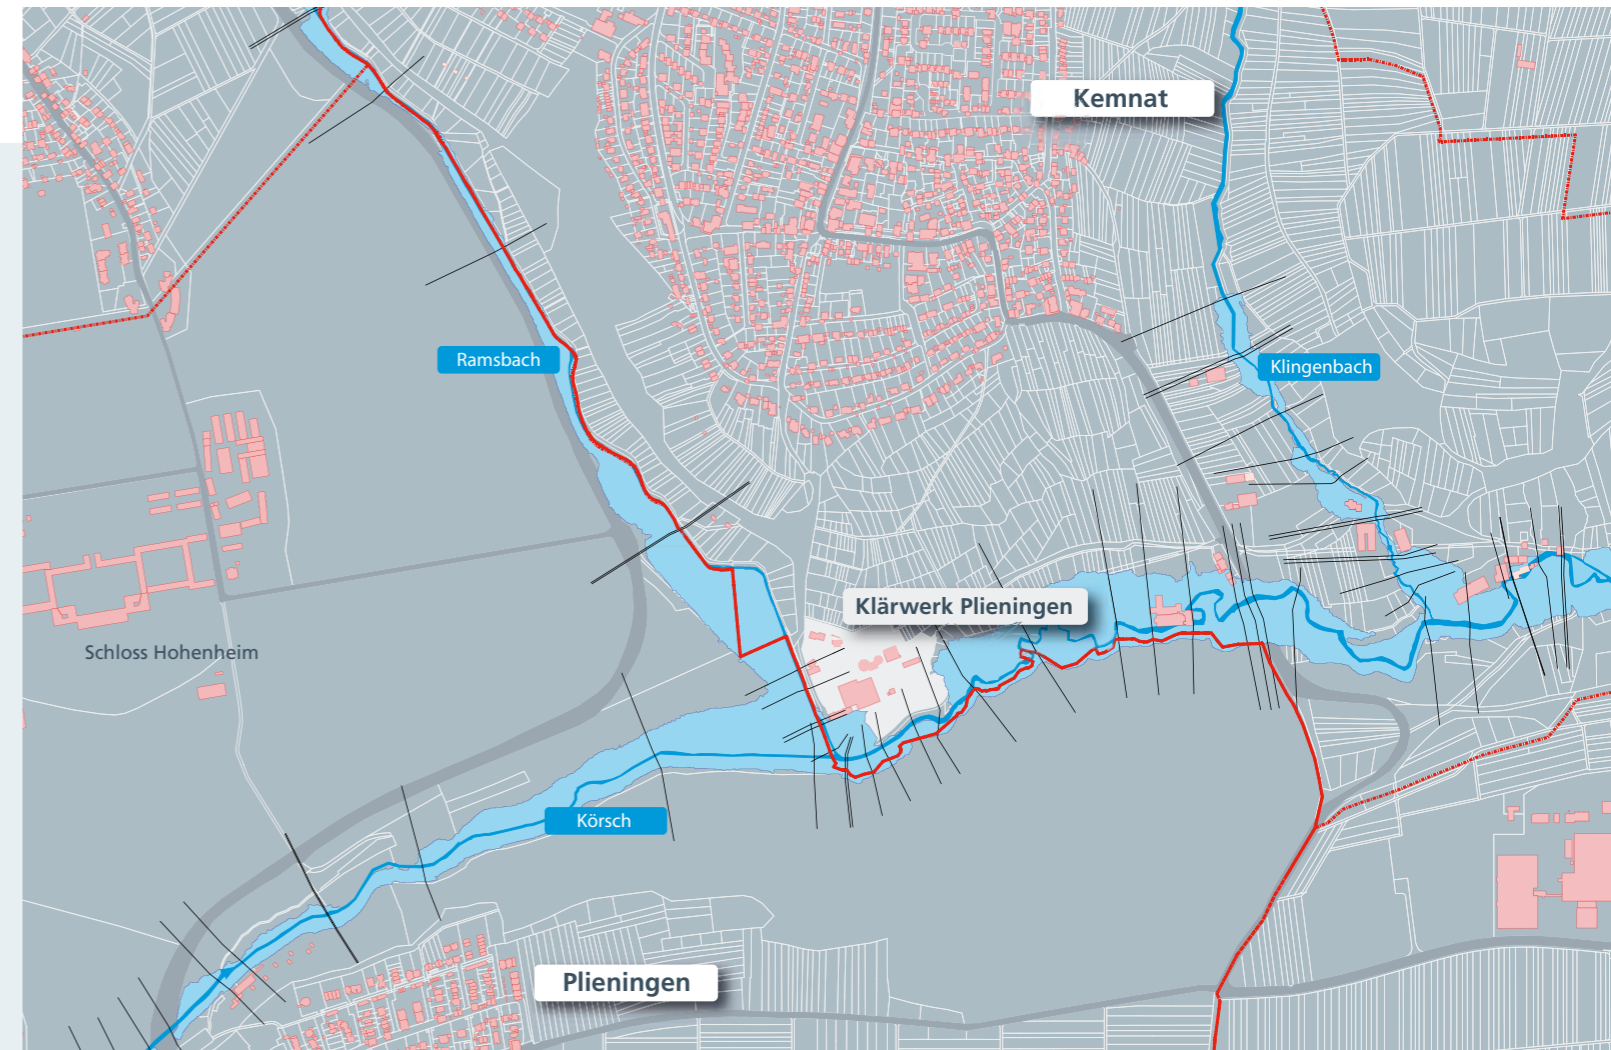 Kemnat
Ramsbach
Klingenbach
Klärwerk Plieningen
Schloss Hohenheim
Körsch
Plieningen